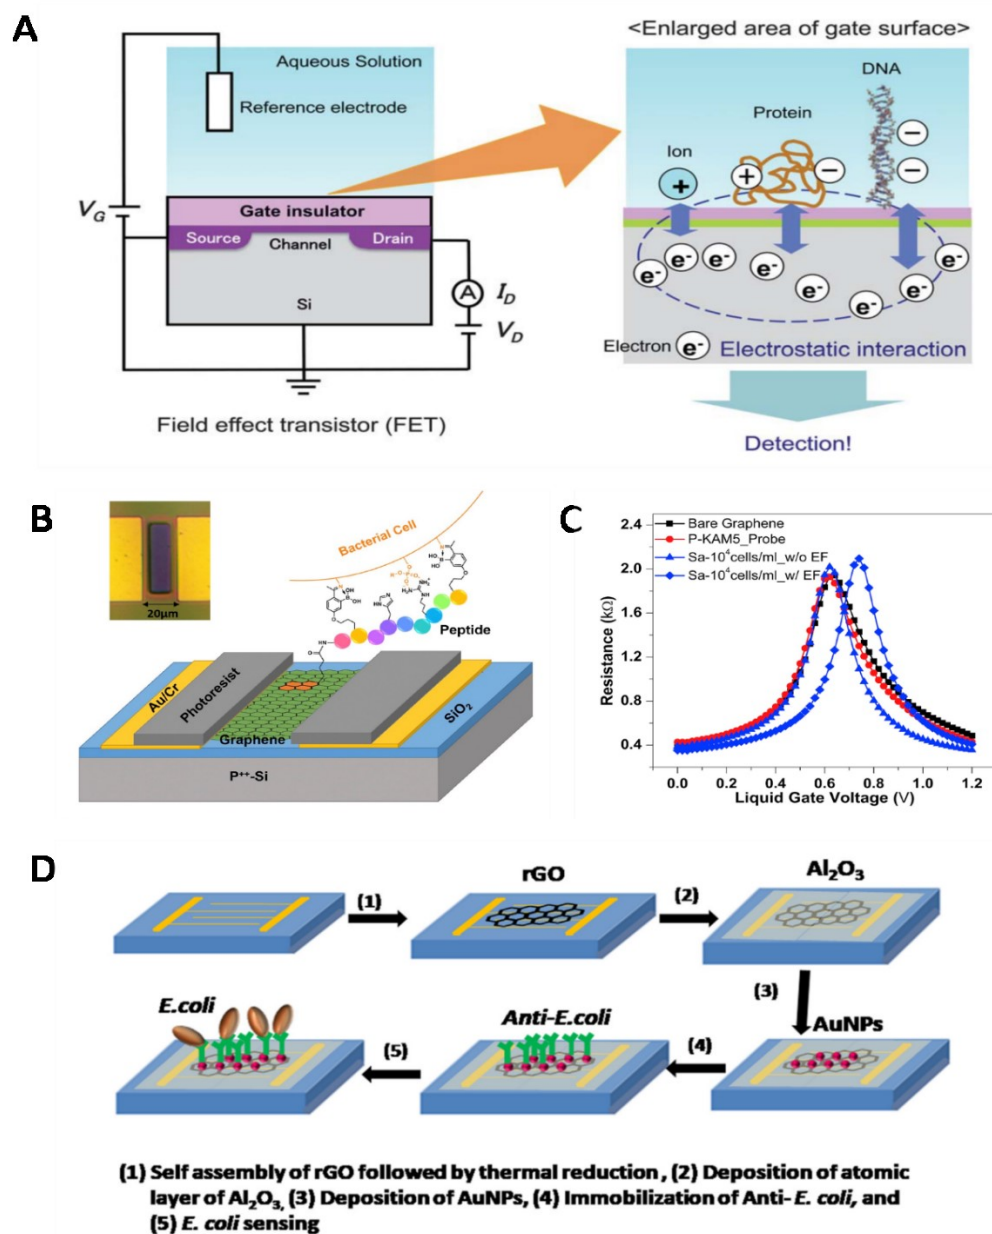 A
<Enlarged area of gate surface>
Aqueous Solution
Reference electrode
DNA
Protein
Ion
+
+
−
−
−
V_G
Gate insulator
Source
Channel
Drain
Si
A
I_D
V_D
e⁻ e⁻ e⁻ e⁻ e⁻ e⁻ e⁻ e⁻
Electron e⁻
Electrostatic interaction
Field effect transistor (FET)
Detection!
B
20μm
Bacterial Cell
Peptide
Au/Cr
Photoresist
Graphene
SiO₂
P⁺⁺-Si
C
Bare Graphene
P-KAM5_Probe
Sa-10⁴cells/ml_w/o EF
Sa-10⁴cells/ml_w/ EF
Resistance (kΩ)
2.4
2.0
1.6
1.2
0.8
0.4
0.0 0.2 0.4 0.6 0.8 1.0 1.2
Liquid Gate Voltage (V)
D
rGO
Al₂O₃
(1)
(2)
(3)
AuNPs
E.coli
Anti-E.coli
(4)
(5)
(1) Self assembly of rGO followed by thermal reduction , (2) Deposition of atomic
layer of Al₂O₃, (3) Deposition of AuNPs, (4) Immobilization of Anti- E. coli, and
(5) E. coli sensing